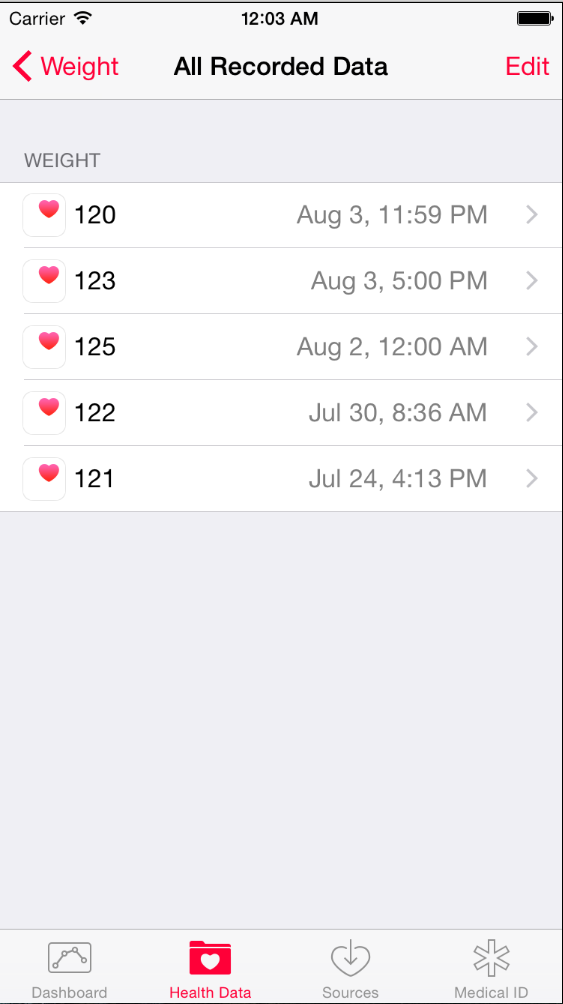 Carrier 12:03 AM
Weight All Recorded Data Edit
WEIGHT
120 Aug 3, 11:59 PM
123 Aug 3, 5:00 PM
125 Aug 2, 12:00 AM
122 Jul 30, 8:36 AM
121 Jul 24, 4:13 PM
Dashboard Health Data Sources Medical ID